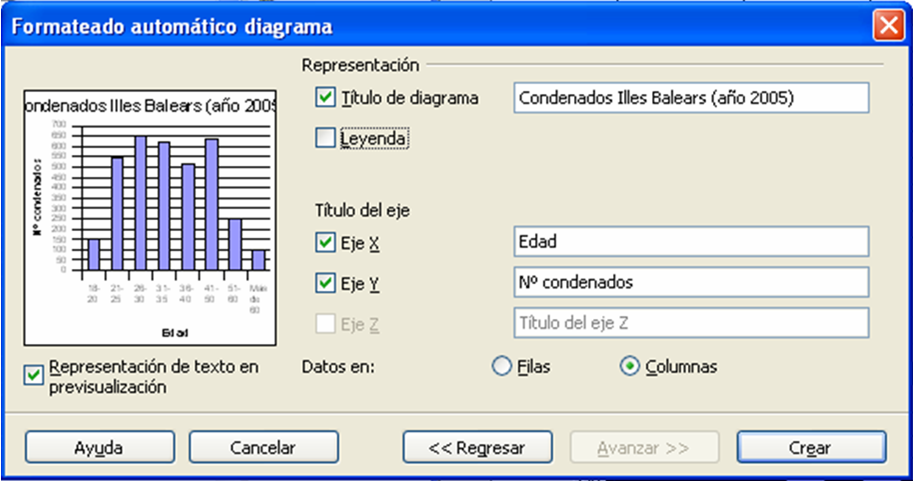 Formateado automático diagrama
Representación
Título de diagrama
Condenados Illes Balears (año 2005)
Leyenda
Título del eje
Eje X
Edad
Eje Y
Nº condenados
Eje Z
Título del eje Z
Datos en:
Filas
Columnas
ondenados Illes Balears (año 2005
700
650
600
550
500
450
400
350
300
250
200
150
100
50
0
Nº condenados
18-20
21-25
26-30
31-35
36-40
41-50
51-60
Más de 60
Edad
Representación de texto en
previsualización
Ayuda
Cancelar
<< Regresar
Avanzar >>
Crear